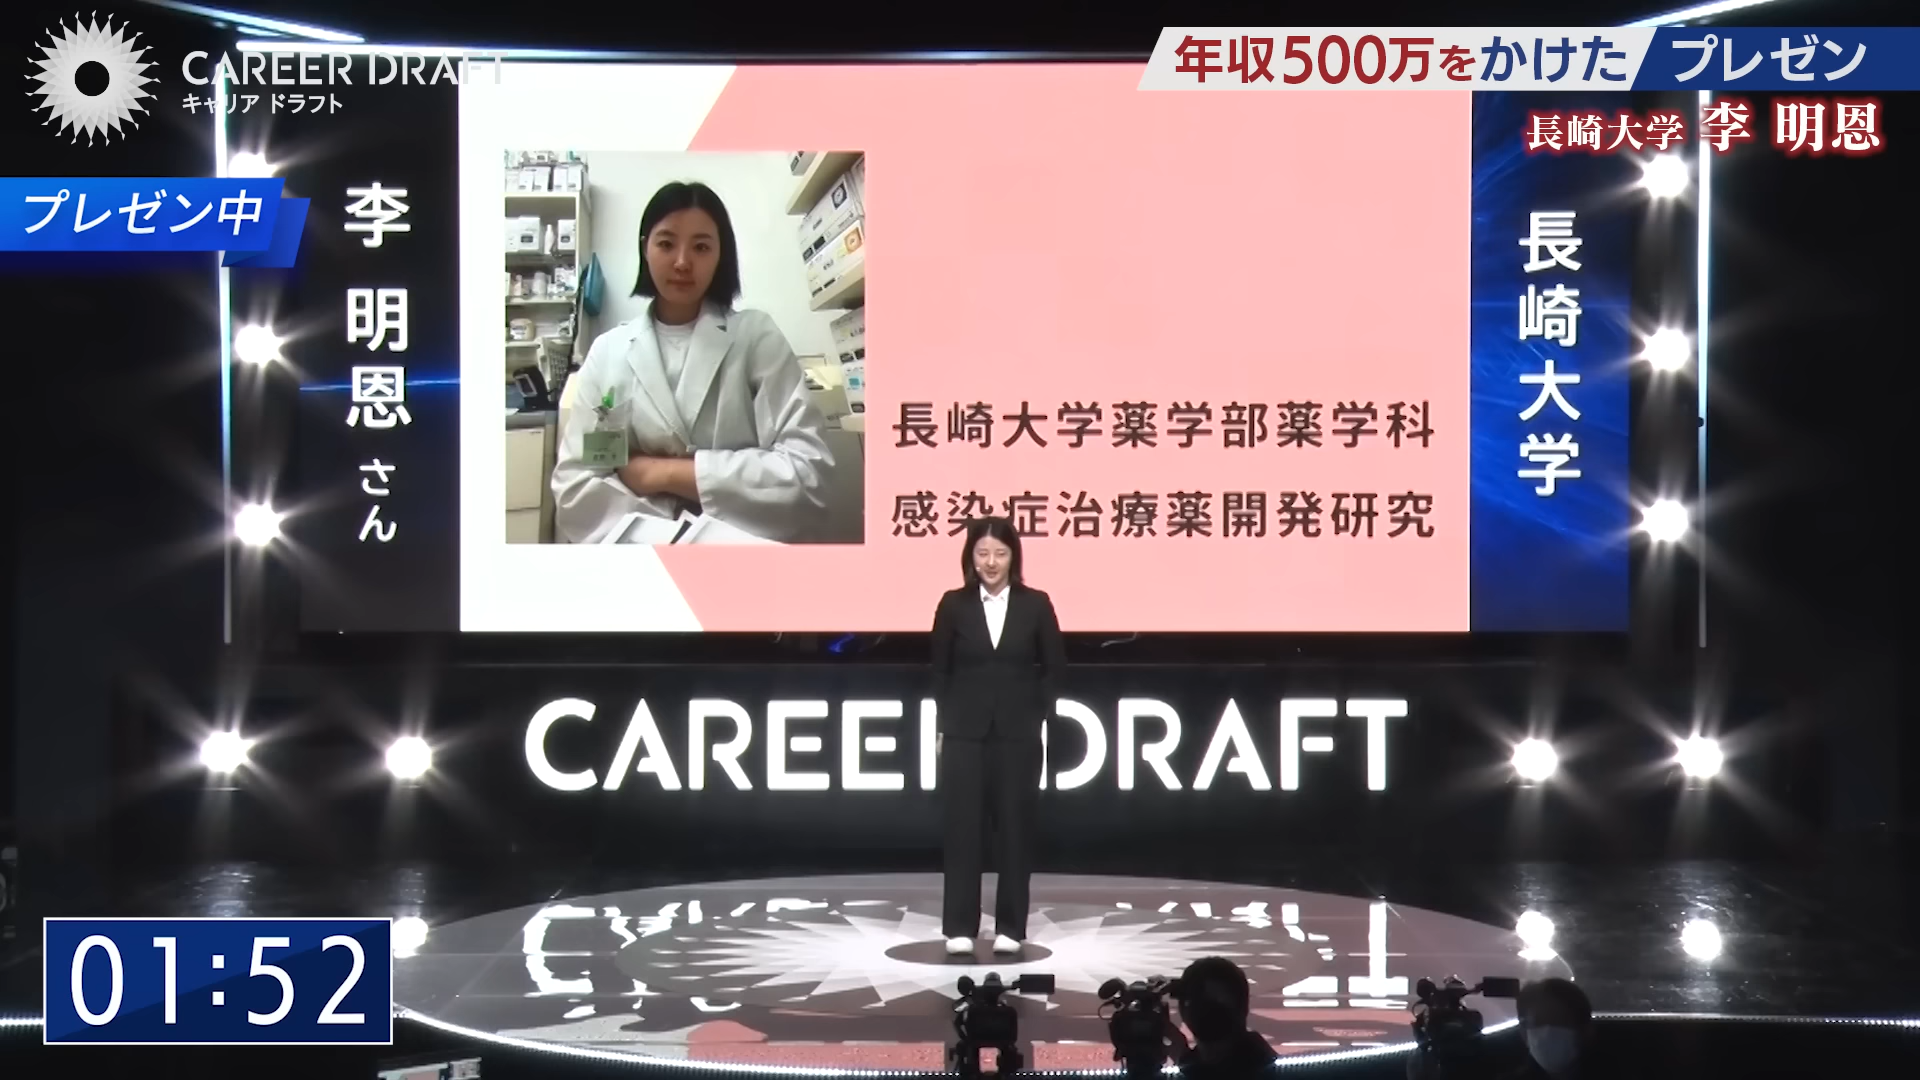 CAREER DRAFT
キャリア ドラフト
年収500万をかけた プレゼン
長崎大学 李 明恩
プレゼン中
李 明恩 さん
長崎大学
長崎大学薬学部薬学科
感染症治療薬開発研究
CAREER DRAFT
01:52